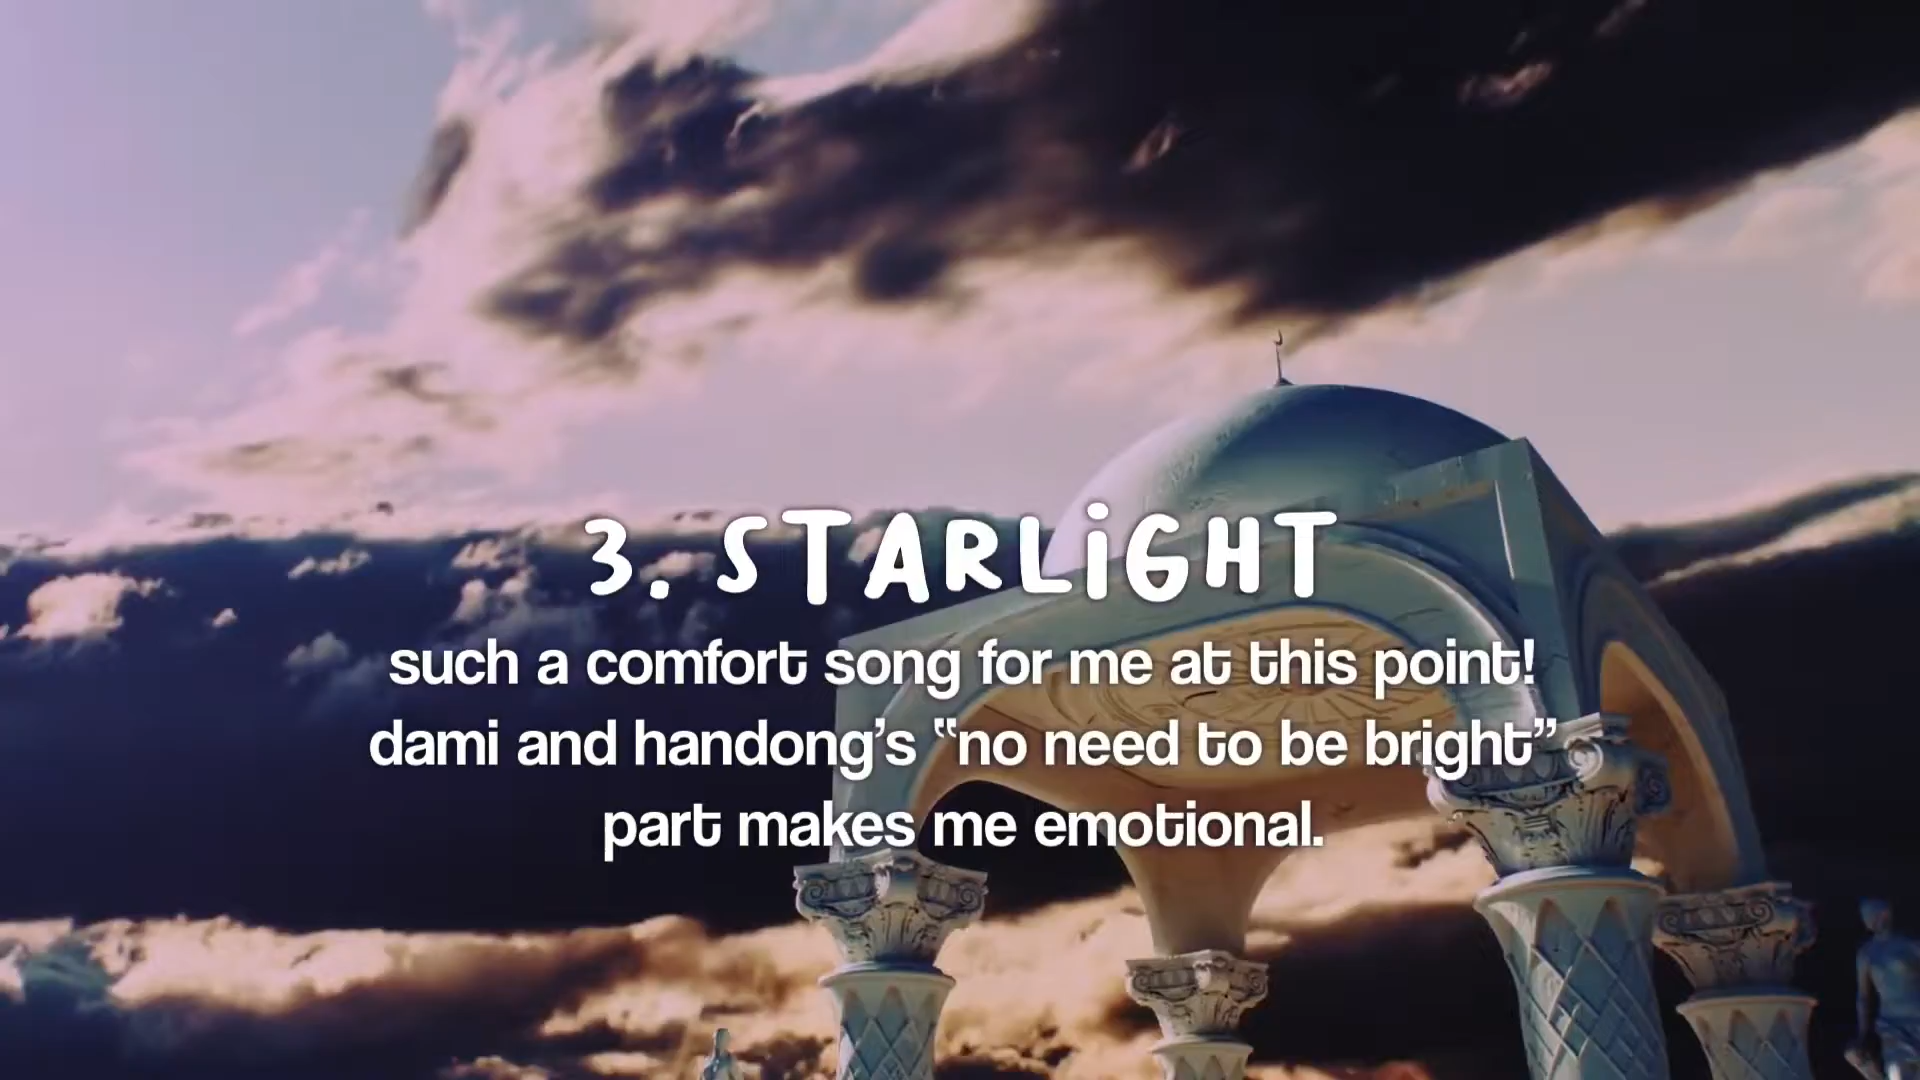 3. STARLiGHT
such a comfort song for me at this point!
dami and handong's “no need to be bright”
part makes me emotional.